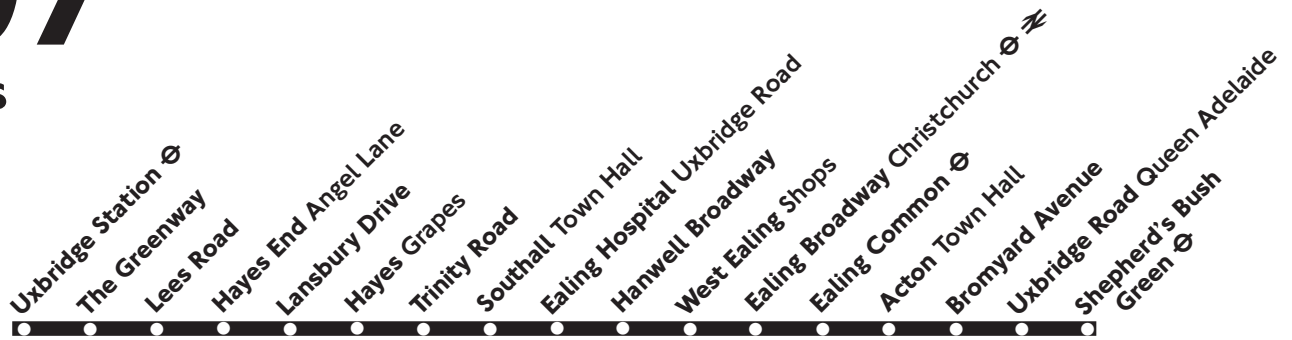 Uxbridge Station
The Greenway
Lees Road
Hayes End Angel Lane
Lansbury Drive
Hayes Grapes
Trinity Road
Southall Town Hall
Ealing Hospital Uxbridge Road
Hanwell Broadway
West Ealing Shops
Ealing Broadway Christchurch
Ealing Common
Acton Town Hall
Bromyard Avenue
Uxbridge Road Queen Adelaide
Shepherd's Bush
Green